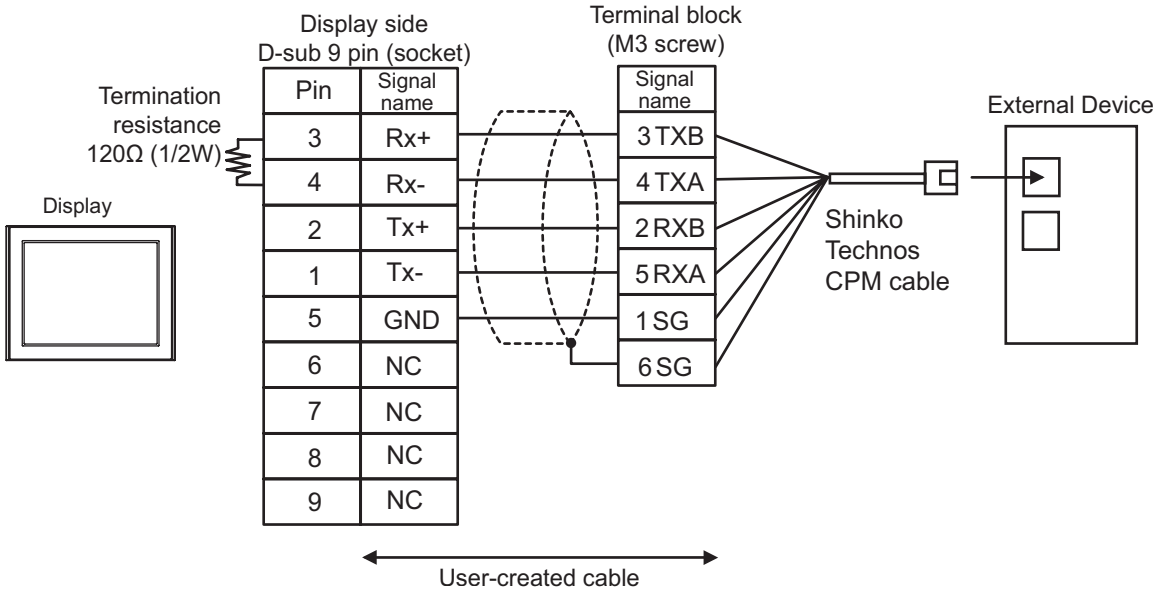 Display side
D-sub 9 pin (socket)
Terminal block
(M3 screw)
Termination
resistance
120Ω (1/2W)
Display
Pin Signal name
3 Rx+
4 Rx-
2 Tx+
1 Tx-
5 GND
6 NC
7 NC
8 NC
9 NC
Signal
name
3 TXB
4 TXA
2 RXB
5 RXA
1 SG
6 SG
Shinko
Technos
CPM cable
External Device
User-created cable